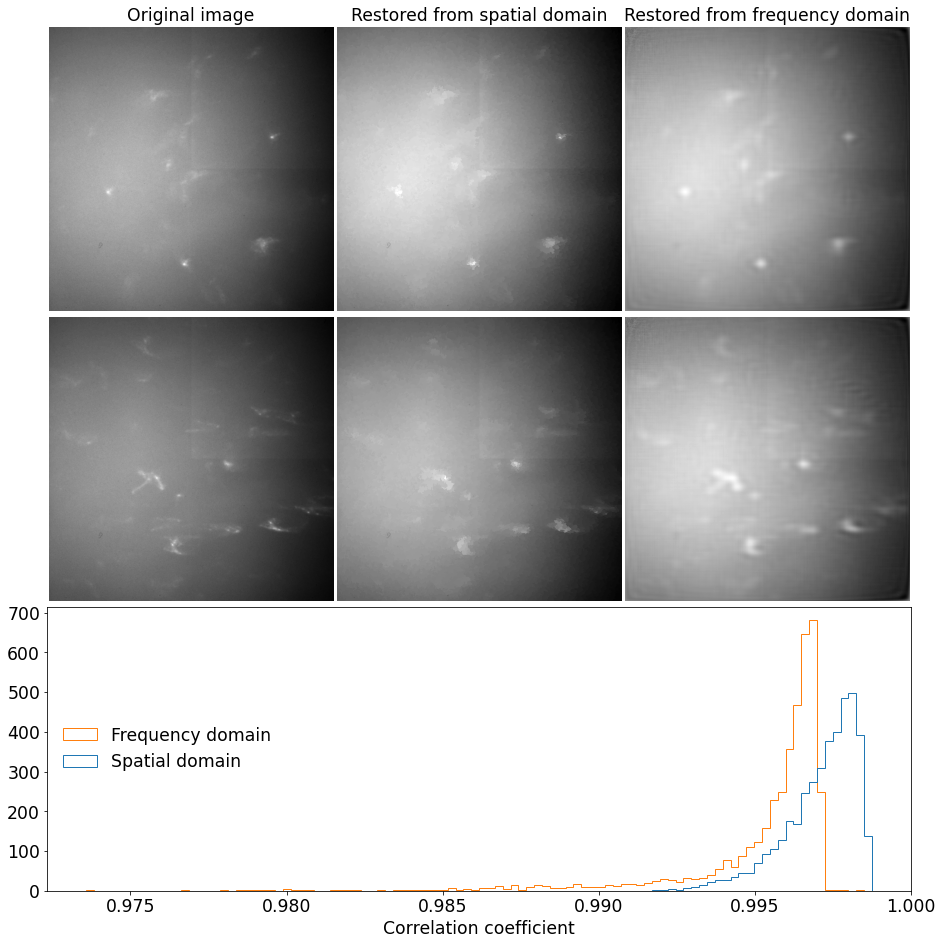 Original image
Restored from spatial domain
Restored from frequency domain
700
600
500
400
300
200
100
0
Frequency domain
Spatial domain
0.975
0.980
0.985
0.990
0.995
1.000
Correlation coefficient